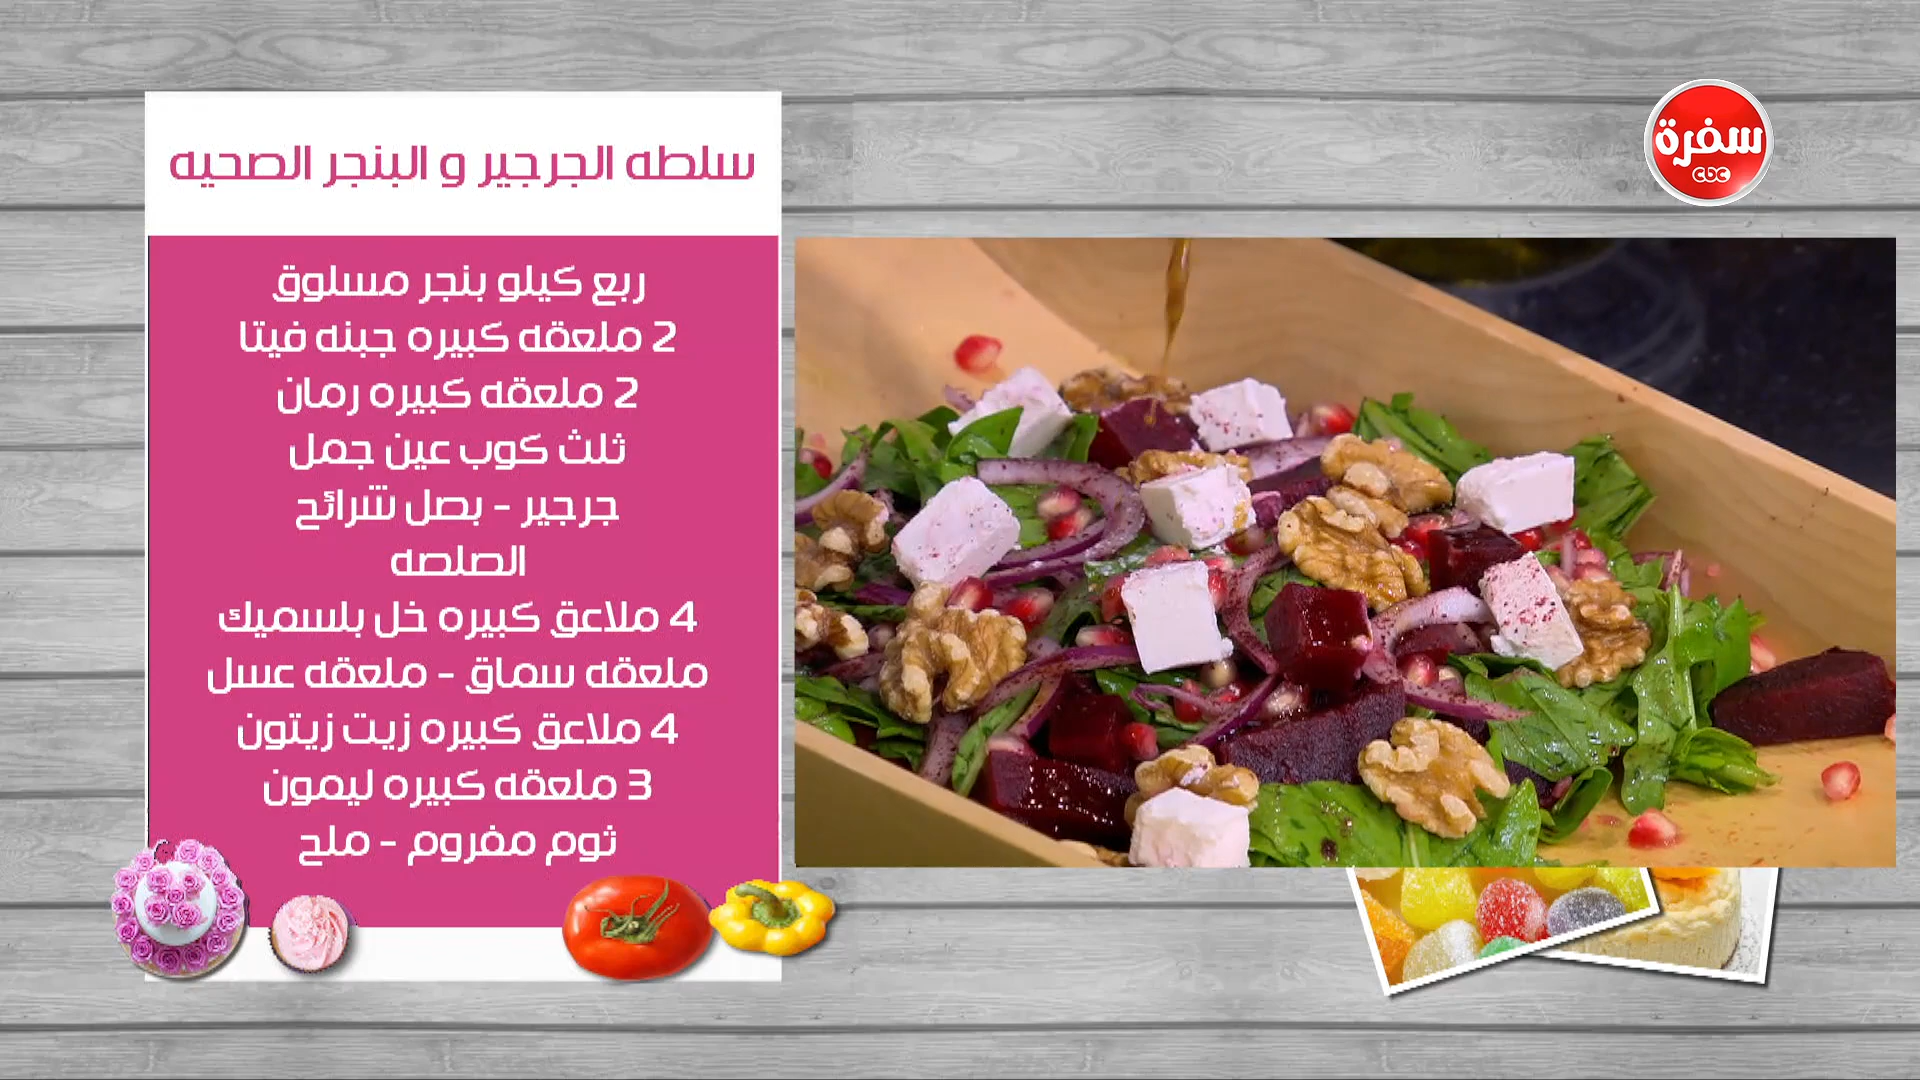 سلطه الجرجير و البنجر الصحيه
ربع كيلو بنجر مسلوق
2 ملعقه كبيره جبنه فيتا
2 ملعقه كبيره رمان
ثلث كوب عين جمل
جرجير - بصل شرائح
الصلصه
4 ملاعق كبيره خل بلسميك
ملعقه سماق - ملعقه عسل
4 ملاعق كبيره زيت زيتون
3 ملعقه كبيره ليمون
ثوم مفروم - ملح
سفرة
cbc